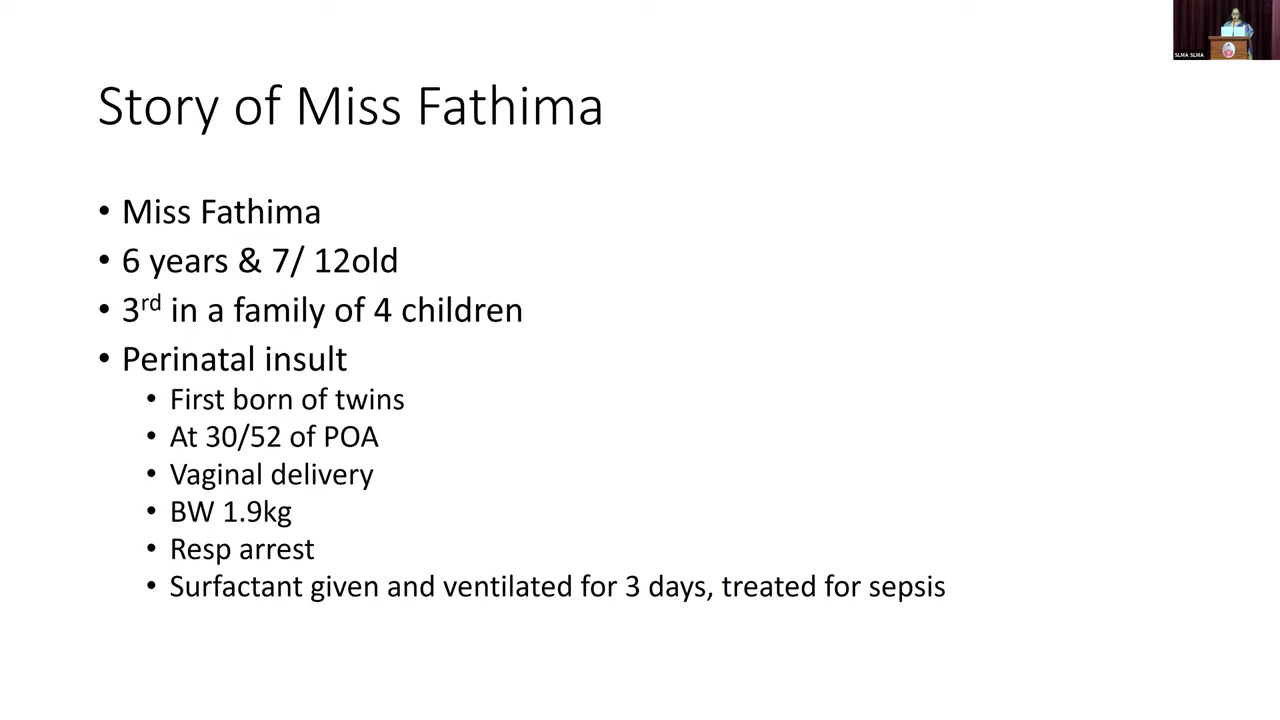 SLMA SLMA
Story of Miss Fathima
• Miss Fathima
• 6 years & 7/ 12old
• 3rd in a family of 4 children
• Perinatal insult
• First born of twins
• At 30/52 of POA
• Vaginal delivery
• BW 1.9kg
• Resp arrest
• Surfactant given and ventilated for 3 days, treated for sepsis